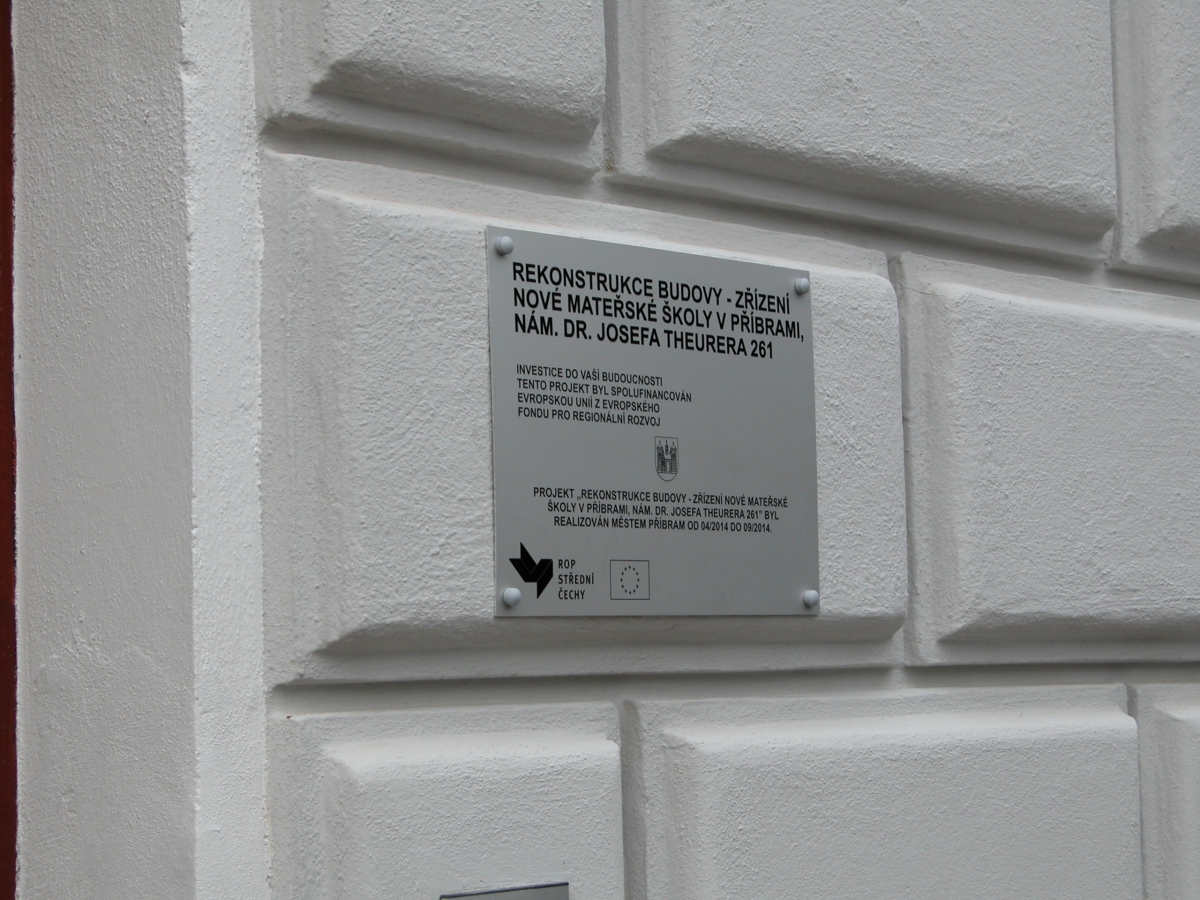 REKONSTRUKCE BUDOVY - ZŘÍZENÍ
NOVÉ MATEŘSKÉ ŠKOLY V PŘÍBRAMI,
NÁM. DR. JOSEFA THEURERA 261
INVESTICE DO VAŠÍ BUDOUCNOSTI
TENTO PROJEKT BYL SPOLUFINANCOVÁN
EVROPSKOU UNIÍ Z EVROPSKÉHO
FONDU PRO REGIONÁLNÍ ROZVOJ
PROJEKT „REKONSTRUKCE BUDOVY - ZŘÍZENÍ NOVÉ MATEŘSKÉ
ŠKOLY V PŘÍBRAMI, NÁM. DR. JOSEFA THEURERA 261" BYL
REALIZOVÁN MĚSTEM PŘÍBRAM OD 04/2014 DO 09/2014.
ROP
STŘEDNÍ
ČECHY